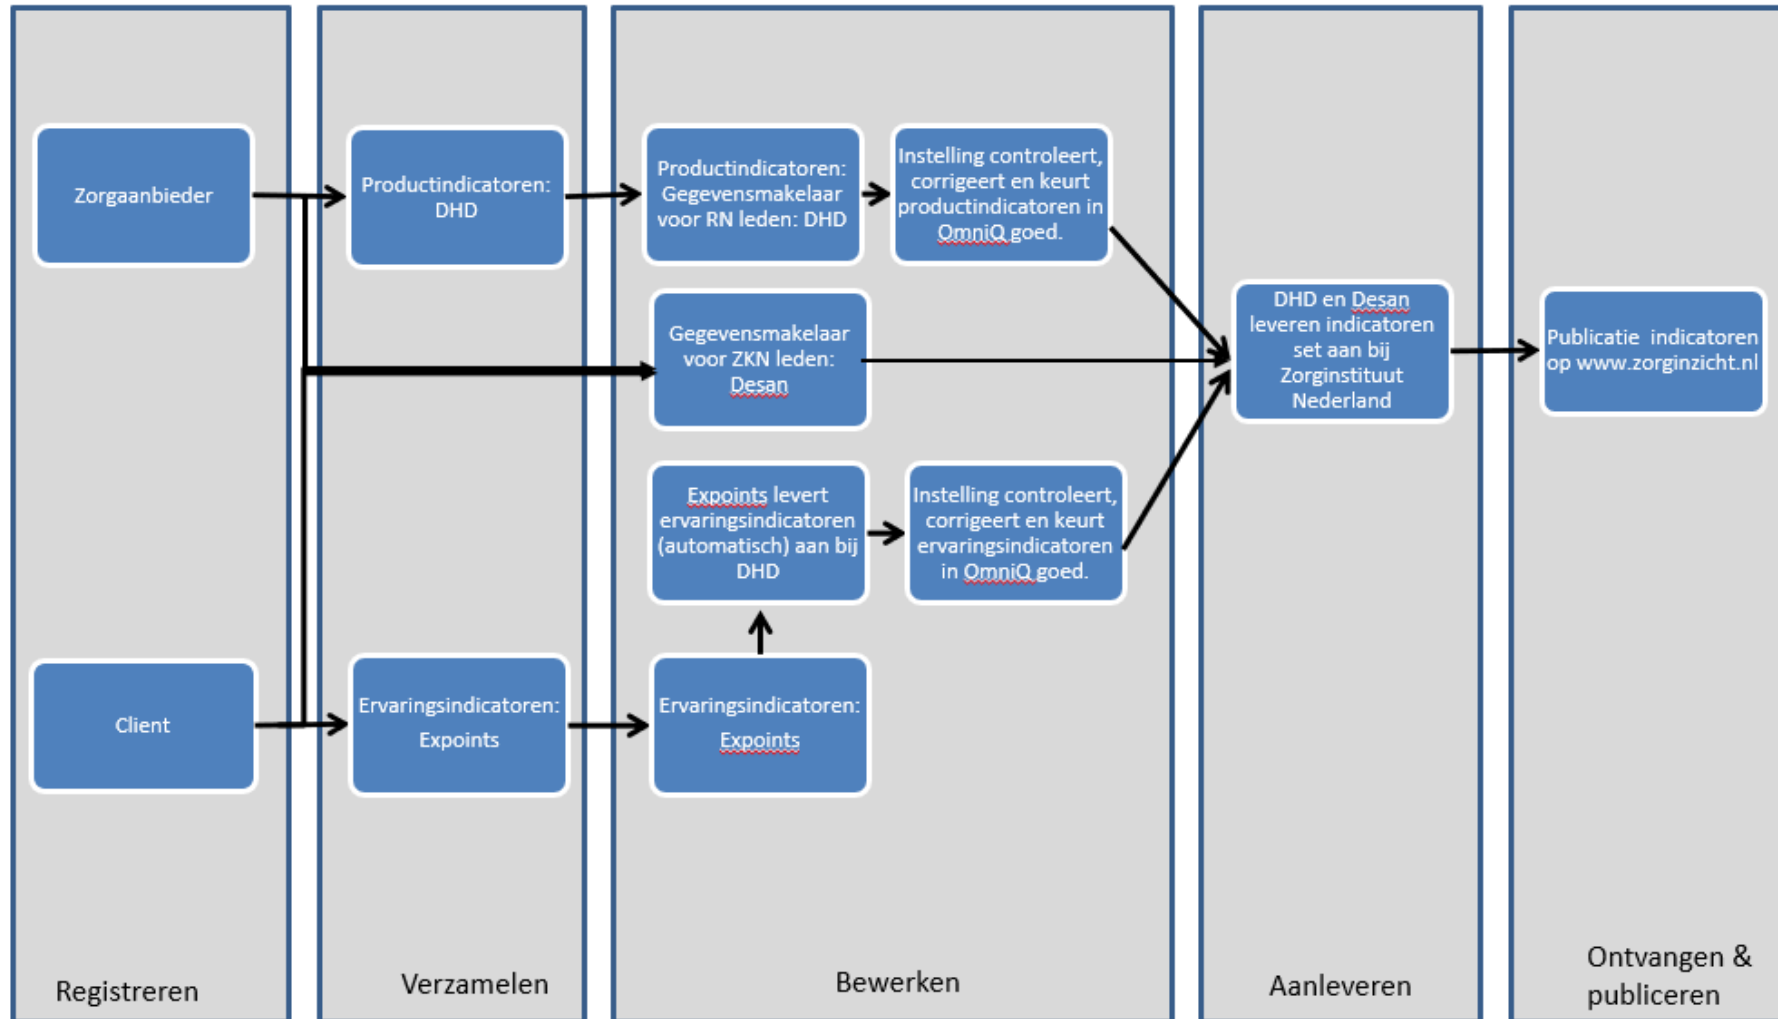 Zorgaanbieder
Productindicatoren:
DHD
Productindicatoren:
Gegevensmakelaar
voor RN leden: DHD
Instelling controleert,
corrigeert en keurt
productindicatoren in
OmniQ goed.
Gegevensmakelaar
voor ZKN leden:
Desan
DHD en Desan
leveren indicatoren
set aan bij
Zorginstituut
Nederland
Publicatie indicatoren
op www.zorginzicht.nl
Expoints levert
ervaringsindicatoren
(automatisch) aan bij
DHD
Instelling controleert,
corrigeert en keurt
ervaringsindicatoren
in OmniQ goed.
Client
Ervaringsindicatoren:
Expoints
Ervaringsindicatoren:
Expoints
Registreren
Verzamelen
Bewerken
Aanleveren
Ontvangen &
publiceren